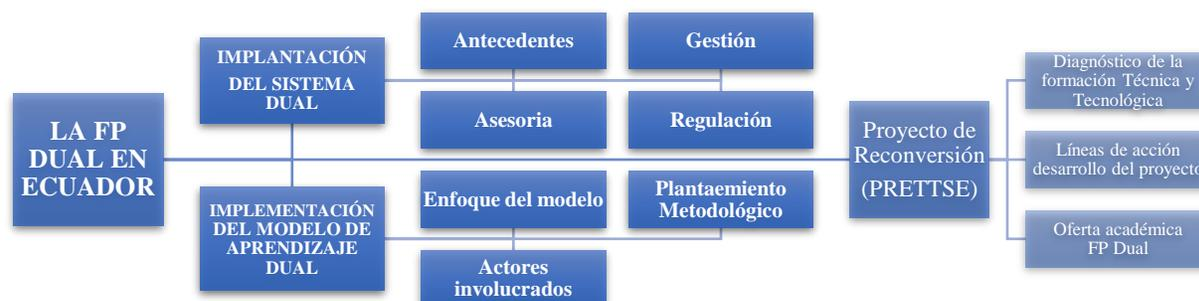 LA FP
DUAL EN
ECUADOR
IMPLANTACIÓN
DEL SISTEMA
DUAL
Antecedentes
Gestión
Asesoria
Regulación
IMPLEMENTACIÓN
DEL MODELO DE
APRENDIZAJE
DUAL
Enfoque del modelo
Plantaemiento
Metodológico
Actores
involucrados
Proyecto de
Reconversión
(PRETTSE)
Diagnóstico de la
formación Técnica y
Tecnológica
Líneas de acción
desarrollo del proyecto
Oferta académica
FP Dual